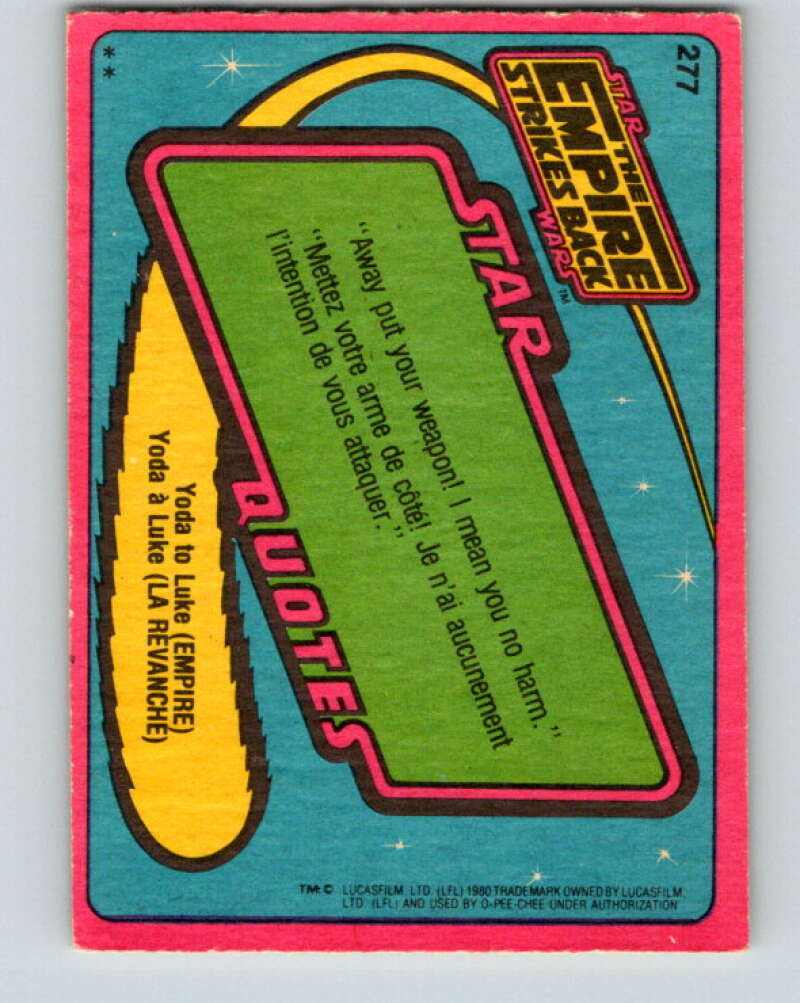 277
STAR
THE
EMPIRE
STRIKES BACK
WARS™
STAR
"Away put your weapon! I mean you no harm."
"Mettez votre arme de côté! Je n'ai aucunement
l'intention de vous attaquer."
QUOTES
Yoda to Luke (EMPIRE)
Yoda à Luke (LA REVANCHE)
**
TM: © LUCASFILM, LTD. (LFL) 1980 TRADEMARK OWNED BY LUCASFILM,
LTD. (LFL) AND USED BY O-PEE-CHEE UNDER AUTHORIZATION